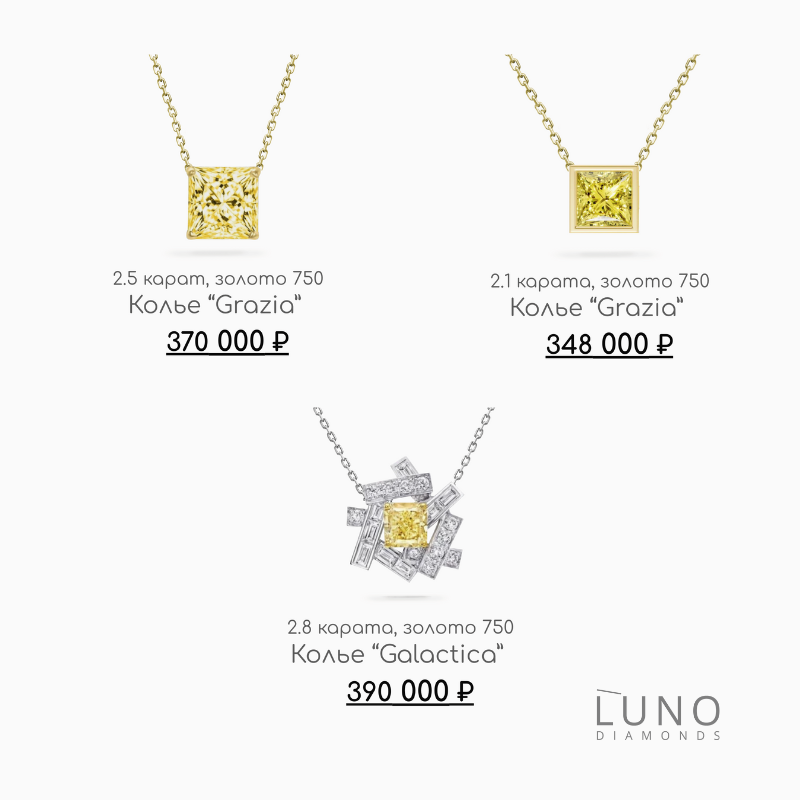 2.5 карат, золото 750
Колье “Grazia”
370 000 ₽
2.1 карата, золото 750
Колье “Grazia”
348 000 ₽
2.8 карата, золото 750
Колье “Galactica”
390 000 ₽
LUNO
DIAMONDS